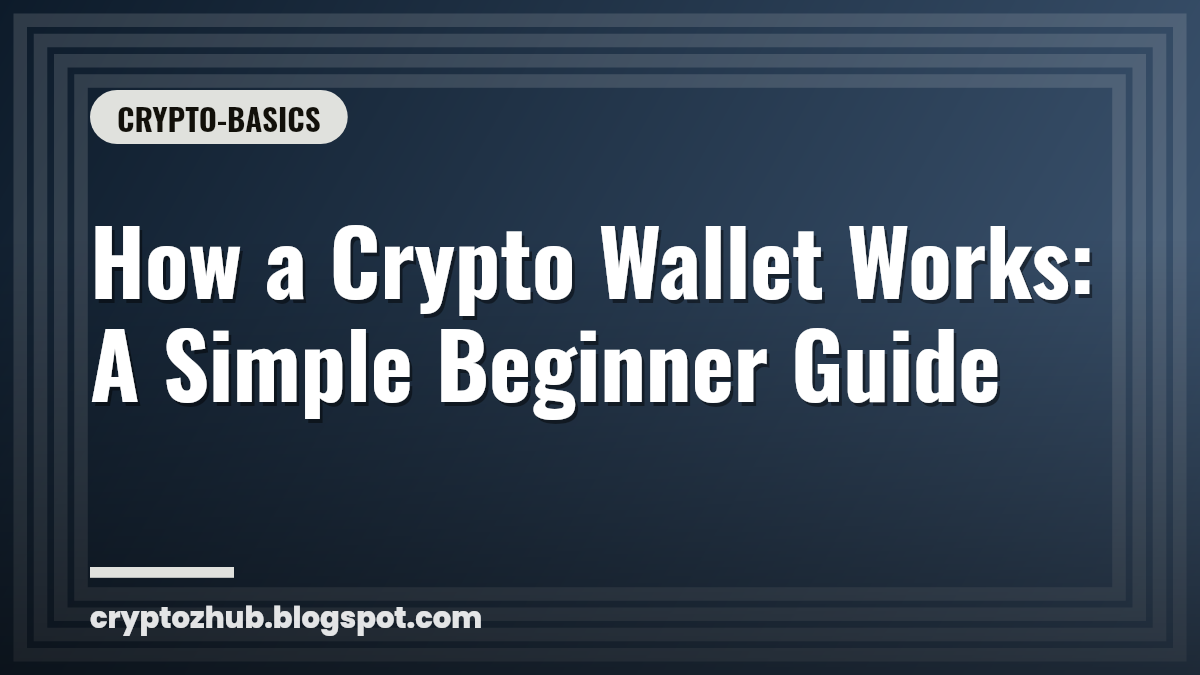 CRYPTO-BASICS
How a Crypto Wallet Works:
A Simple Beginner Guide
cryptozhub.blogspot.com